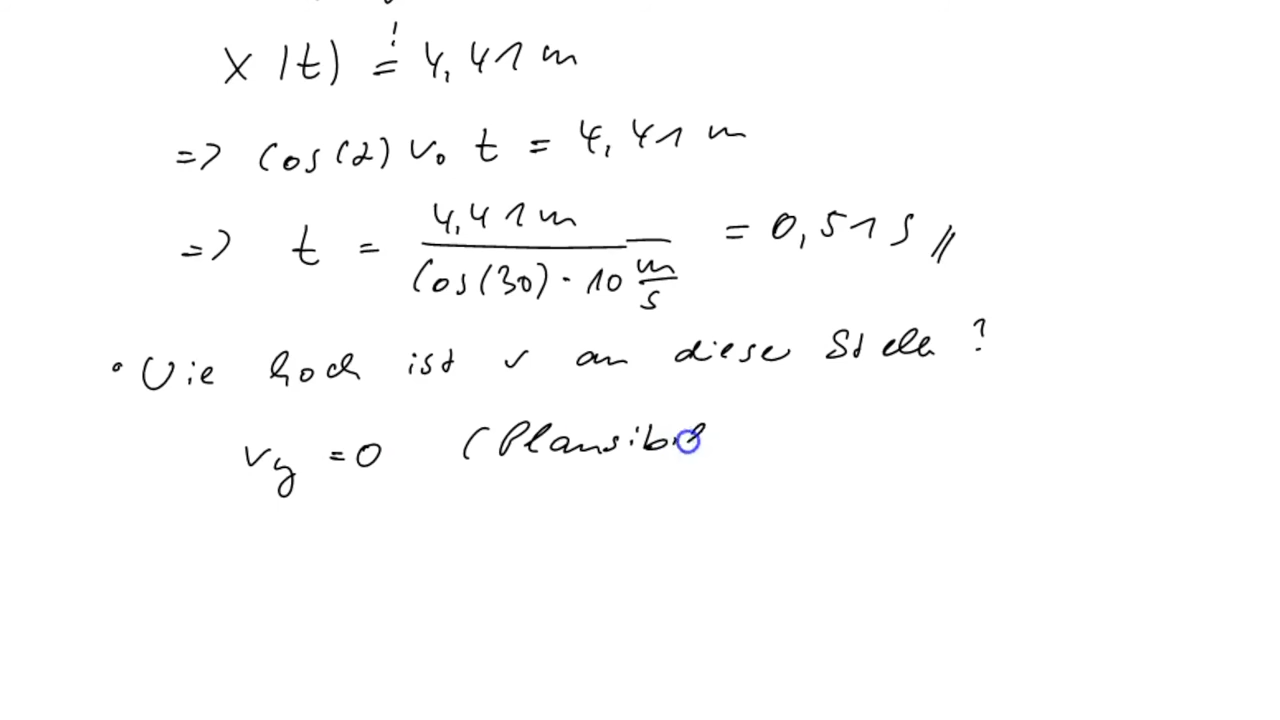 x(t) =! 4,41 m
=> cos(α) v₀ t = 4,41 m
=> t = 4,41 m / (cos(30) · 10 m/s) = 0,51 s //
• Wie hoch ist v an diese Stelle ?
v_y = 0 (Plausibi